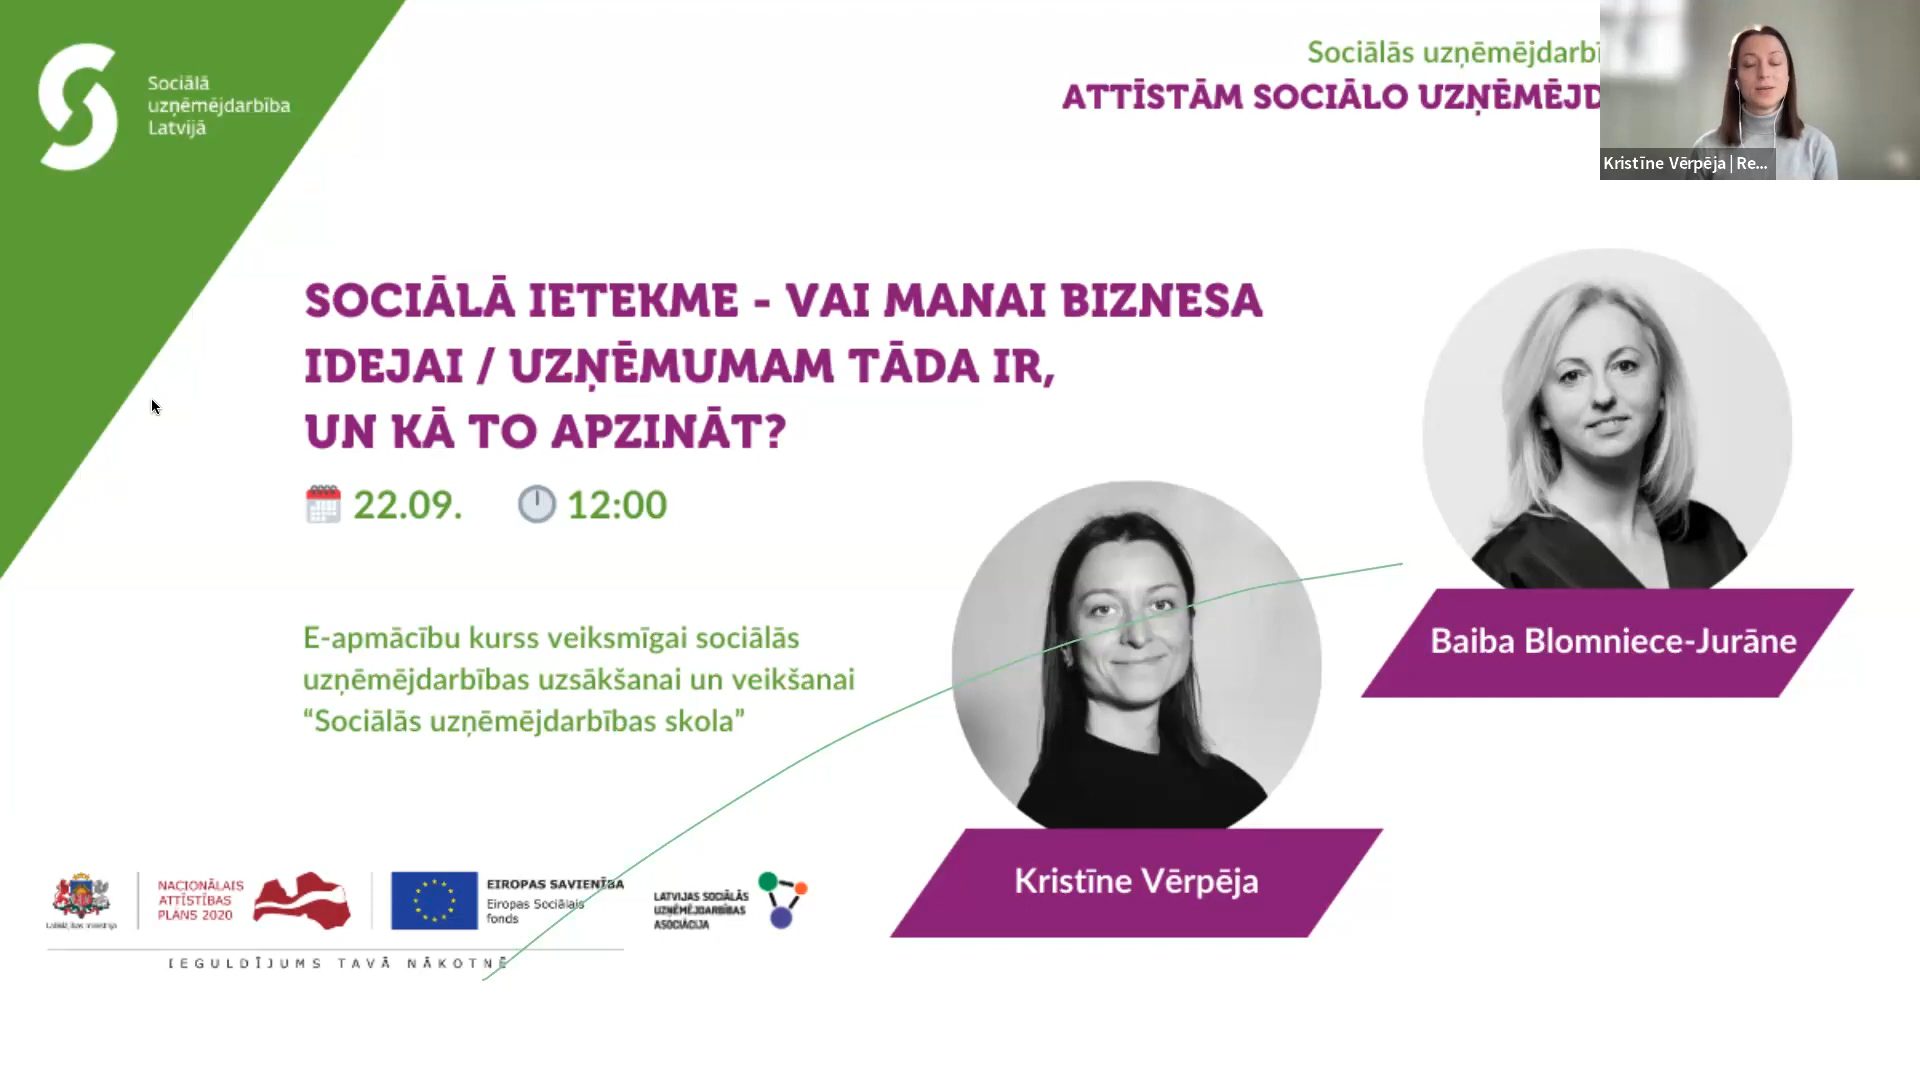 Sociālā
uzņēmējdarbība
Latvijā
Sociālās
ATTĪSTĀM SOCIĀLO
Kristīne Vērpēja | Re...
SOCIĀLĀ IETEKME - VAI MANAI BIZNESA
IDEJAI / UZŅĒMUMAM TĀDA IR,
UN KĀ TO APZINĀT?
22.09.
12:00
E-apmācību kurss veiksmīgai sociālās
uzņēmējdarbības uzsākšanai un veikšanai
“Sociālās uzņēmējdarbības skola”
Baiba Blomniece-Jurāne
Kristīne Vērpēja
NACIONĀLAIS
ATTĪSTĪBAS
PLĀNS 2020
EIROPAS SAVIENĪBA
Eiropas Sociālais
fonds
LATVIJAS SOCIĀLĀS
UZŅĒMĒJDARBĪBAS
ASOCIĀCIJA
IEGULDĪJUMS TAVĀ NĀKOTNĒ